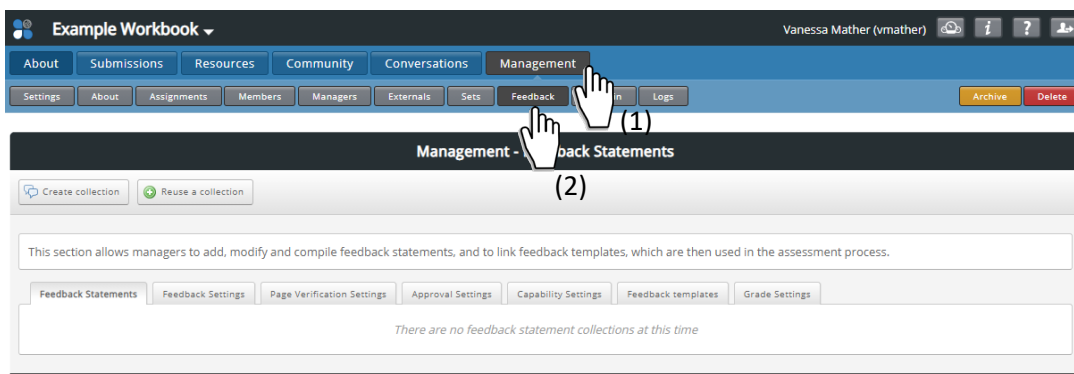 Example Workbook
Vanessa Mather (vmather) i ?
About Submissions Resources Community Conversations Management
Settings About Assignments Members Managers Externals Sets Feedback Logs Archive Delete
(1)
Management - Statements
(2)
Create collection Reuse a collection
This section allows managers to add, modify and compile feedback statements, and to link feedback templates, which are then used in the assessment process.
Feedback Statements Feedback Settings Page Verification Settings Approval Settings Capability Settings Feedback templates Grade Settings
There are no feedback statement collections at this time